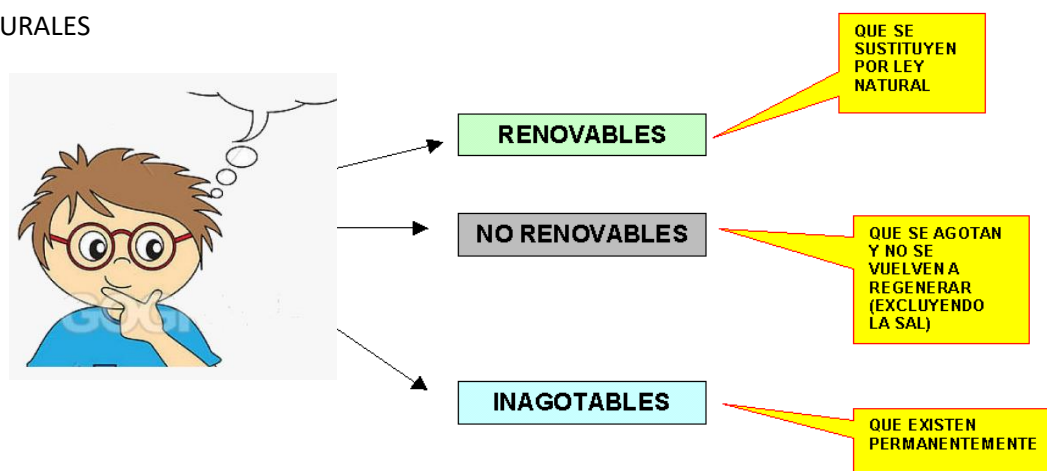 URALES
QUE SE
SUSTITUYEN
POR LEY
NATURAL
RENOVABLES
NO RENOVABLES
QUE SE AGOTAN
Y NO SE
VUELVEN A
REGENERAR
(EXCLUYENDO
LA SAL)
INAGOTABLES
QUE EXISTEN
PERMANENTEMENTE